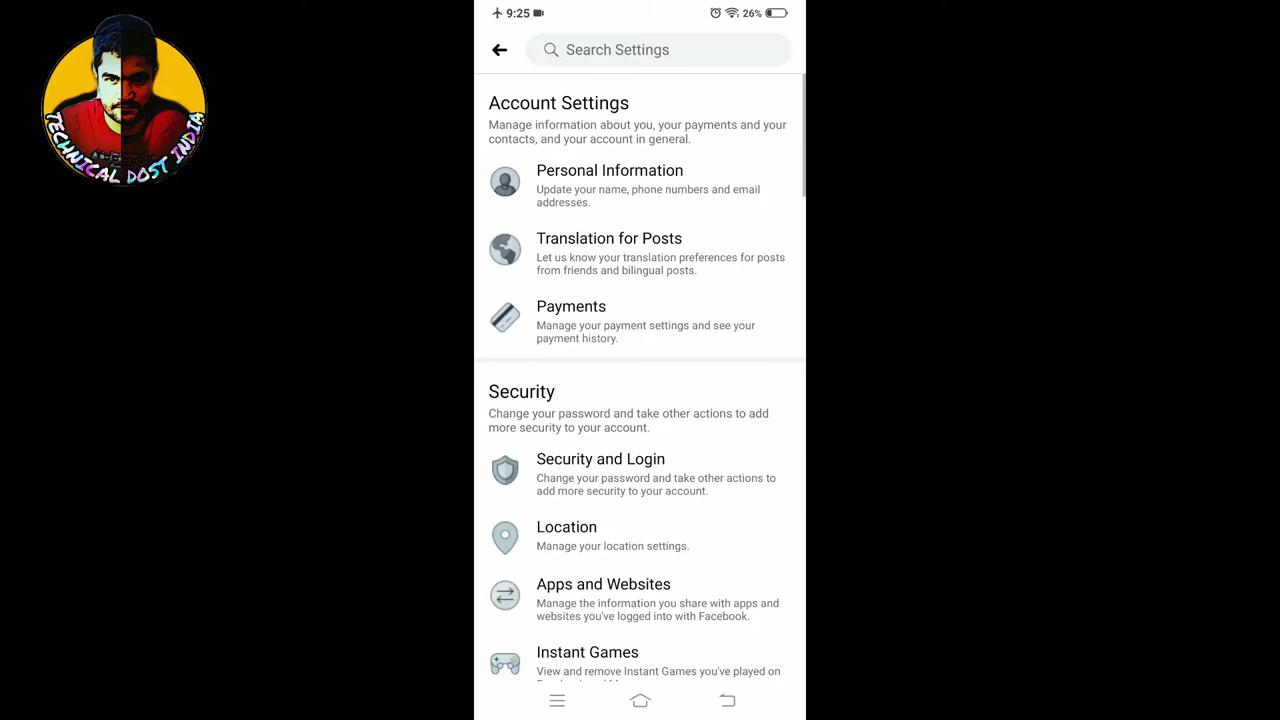 TECHNICAL DOST INDIA
9:25
26%
Search Settings
Account Settings
Manage information about you, your payments and your
contacts, and your account in general.
Personal Information
Update your name, phone numbers and email
addresses.
Translation for Posts
Let us know your translation preferences for posts
from friends and bilingual posts.
Payments
Manage your payment settings and see your
payment history.
Security
Change your password and take other actions to add
more security to your account.
Security and Login
Change your password and take other actions to
add more security to your account.
Location
Manage your location settings.
Apps and Websites
Manage the information you share with apps and
websites you've logged into with Facebook.
Instant Games
View and remove Instant Games you've played on